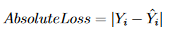 AbsoluteLoss = |Y_i − Ŷ_i|